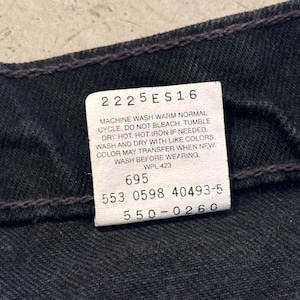 2225ES16
MACHINE WASH WARM NORMAL
CYCLE. DO NOT BLEACH. TUMBLE
DRY HOT. HOT IRON IF NEEDED.
WASH AND DRY WITH LIKE COLORS.
COLOR MAY TRANSFER WHEN NEW.
WASH BEFORE WEARING.
WPL 423
695
553 0598 40493-5
550-0260